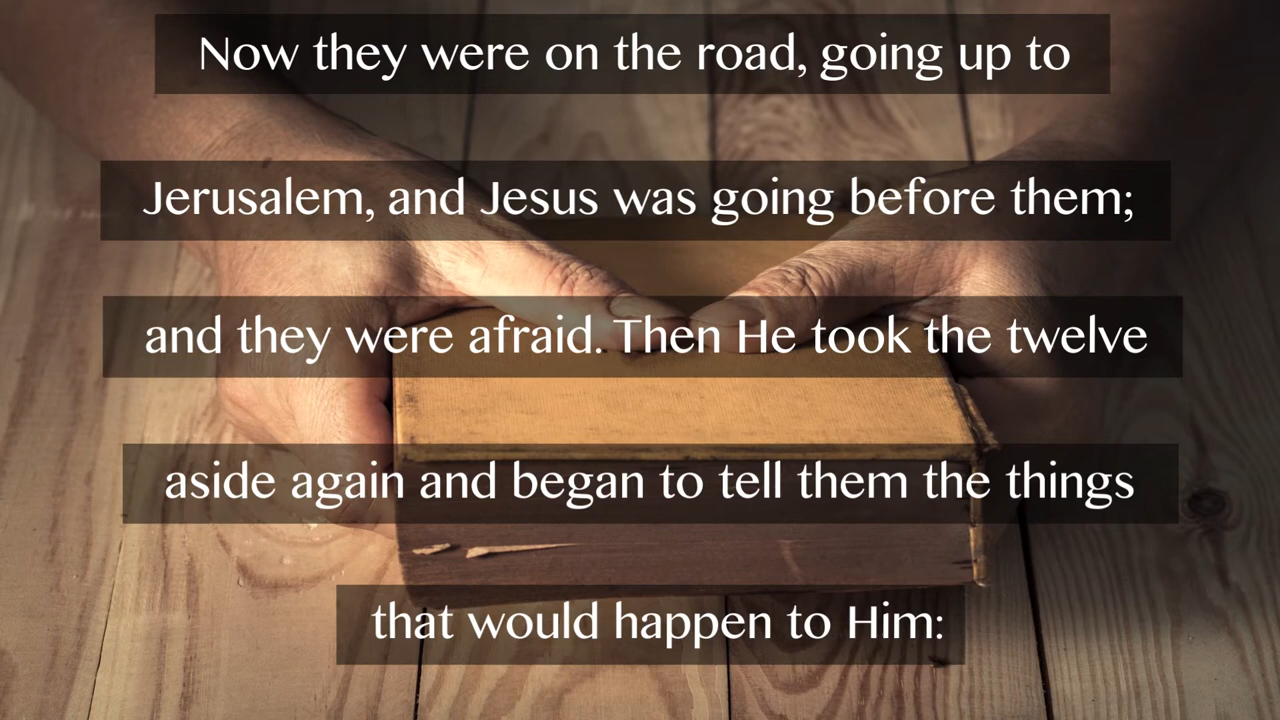 Now they were on the road, going up to
Jerusalem, and Jesus was going before them;
and they were afraid. Then He took the twelve
aside again and began to tell them the things
that would happen to Him: